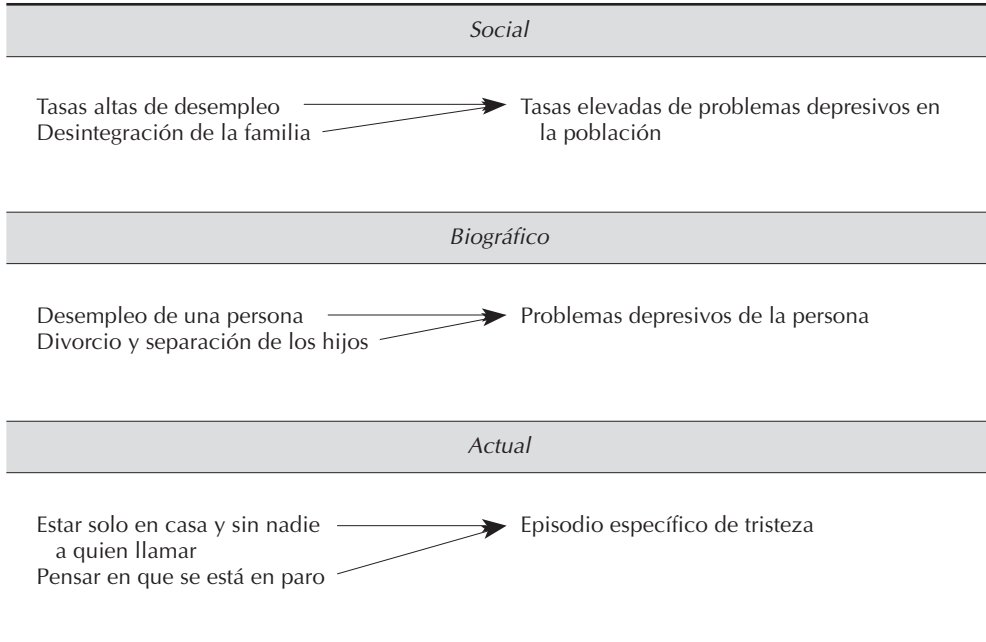 Social
Tasas altas de desempleo
Desintegración de la familia
Tasas elevadas de problemas depresivos en
la población
Biográfico
Desempleo de una persona
Divorcio y separación de los hijos
Problemas depresivos de la persona
Actual
Estar solo en casa y sin nadie
a quien llamar
Pensar en que se está en paro
Episodio específico de tristeza